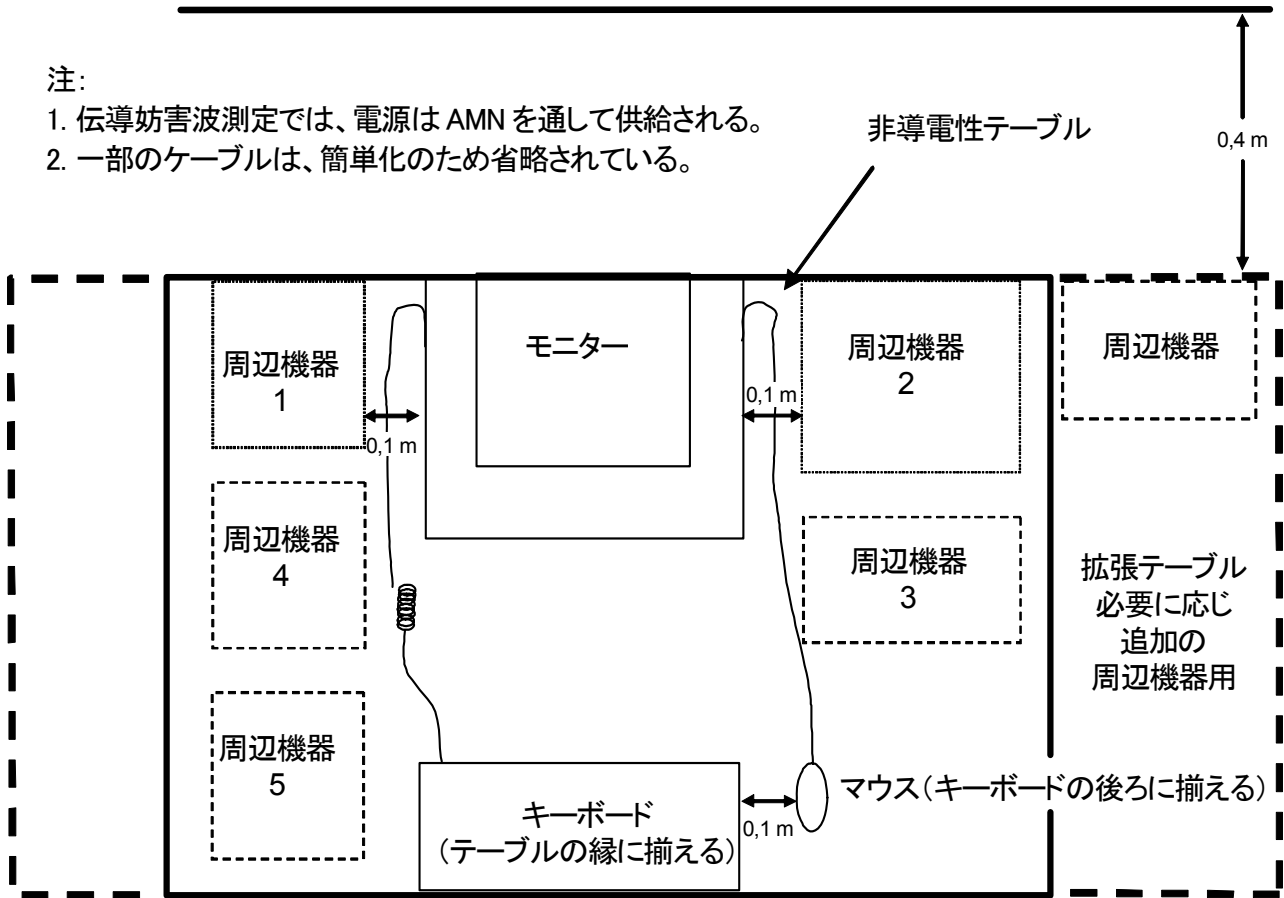 注:
1. 伝導妨害波測定では、電源は AMN を通して供給される。
2. 一部のケーブルは、簡単化のため省略されている。
非導電性テーブル
0,4 m
周辺機器
1
モニター
周辺機器
2
周辺機器
0,1 m
0,1 m
周辺機器
4
周辺機器
3
拡張テーブル
必要に応じ
追加の
周辺機器用
周辺機器
5
キーボード
(テーブルの縁に揃える)
0,1 m
マウス(キーボードの後ろに揃える)